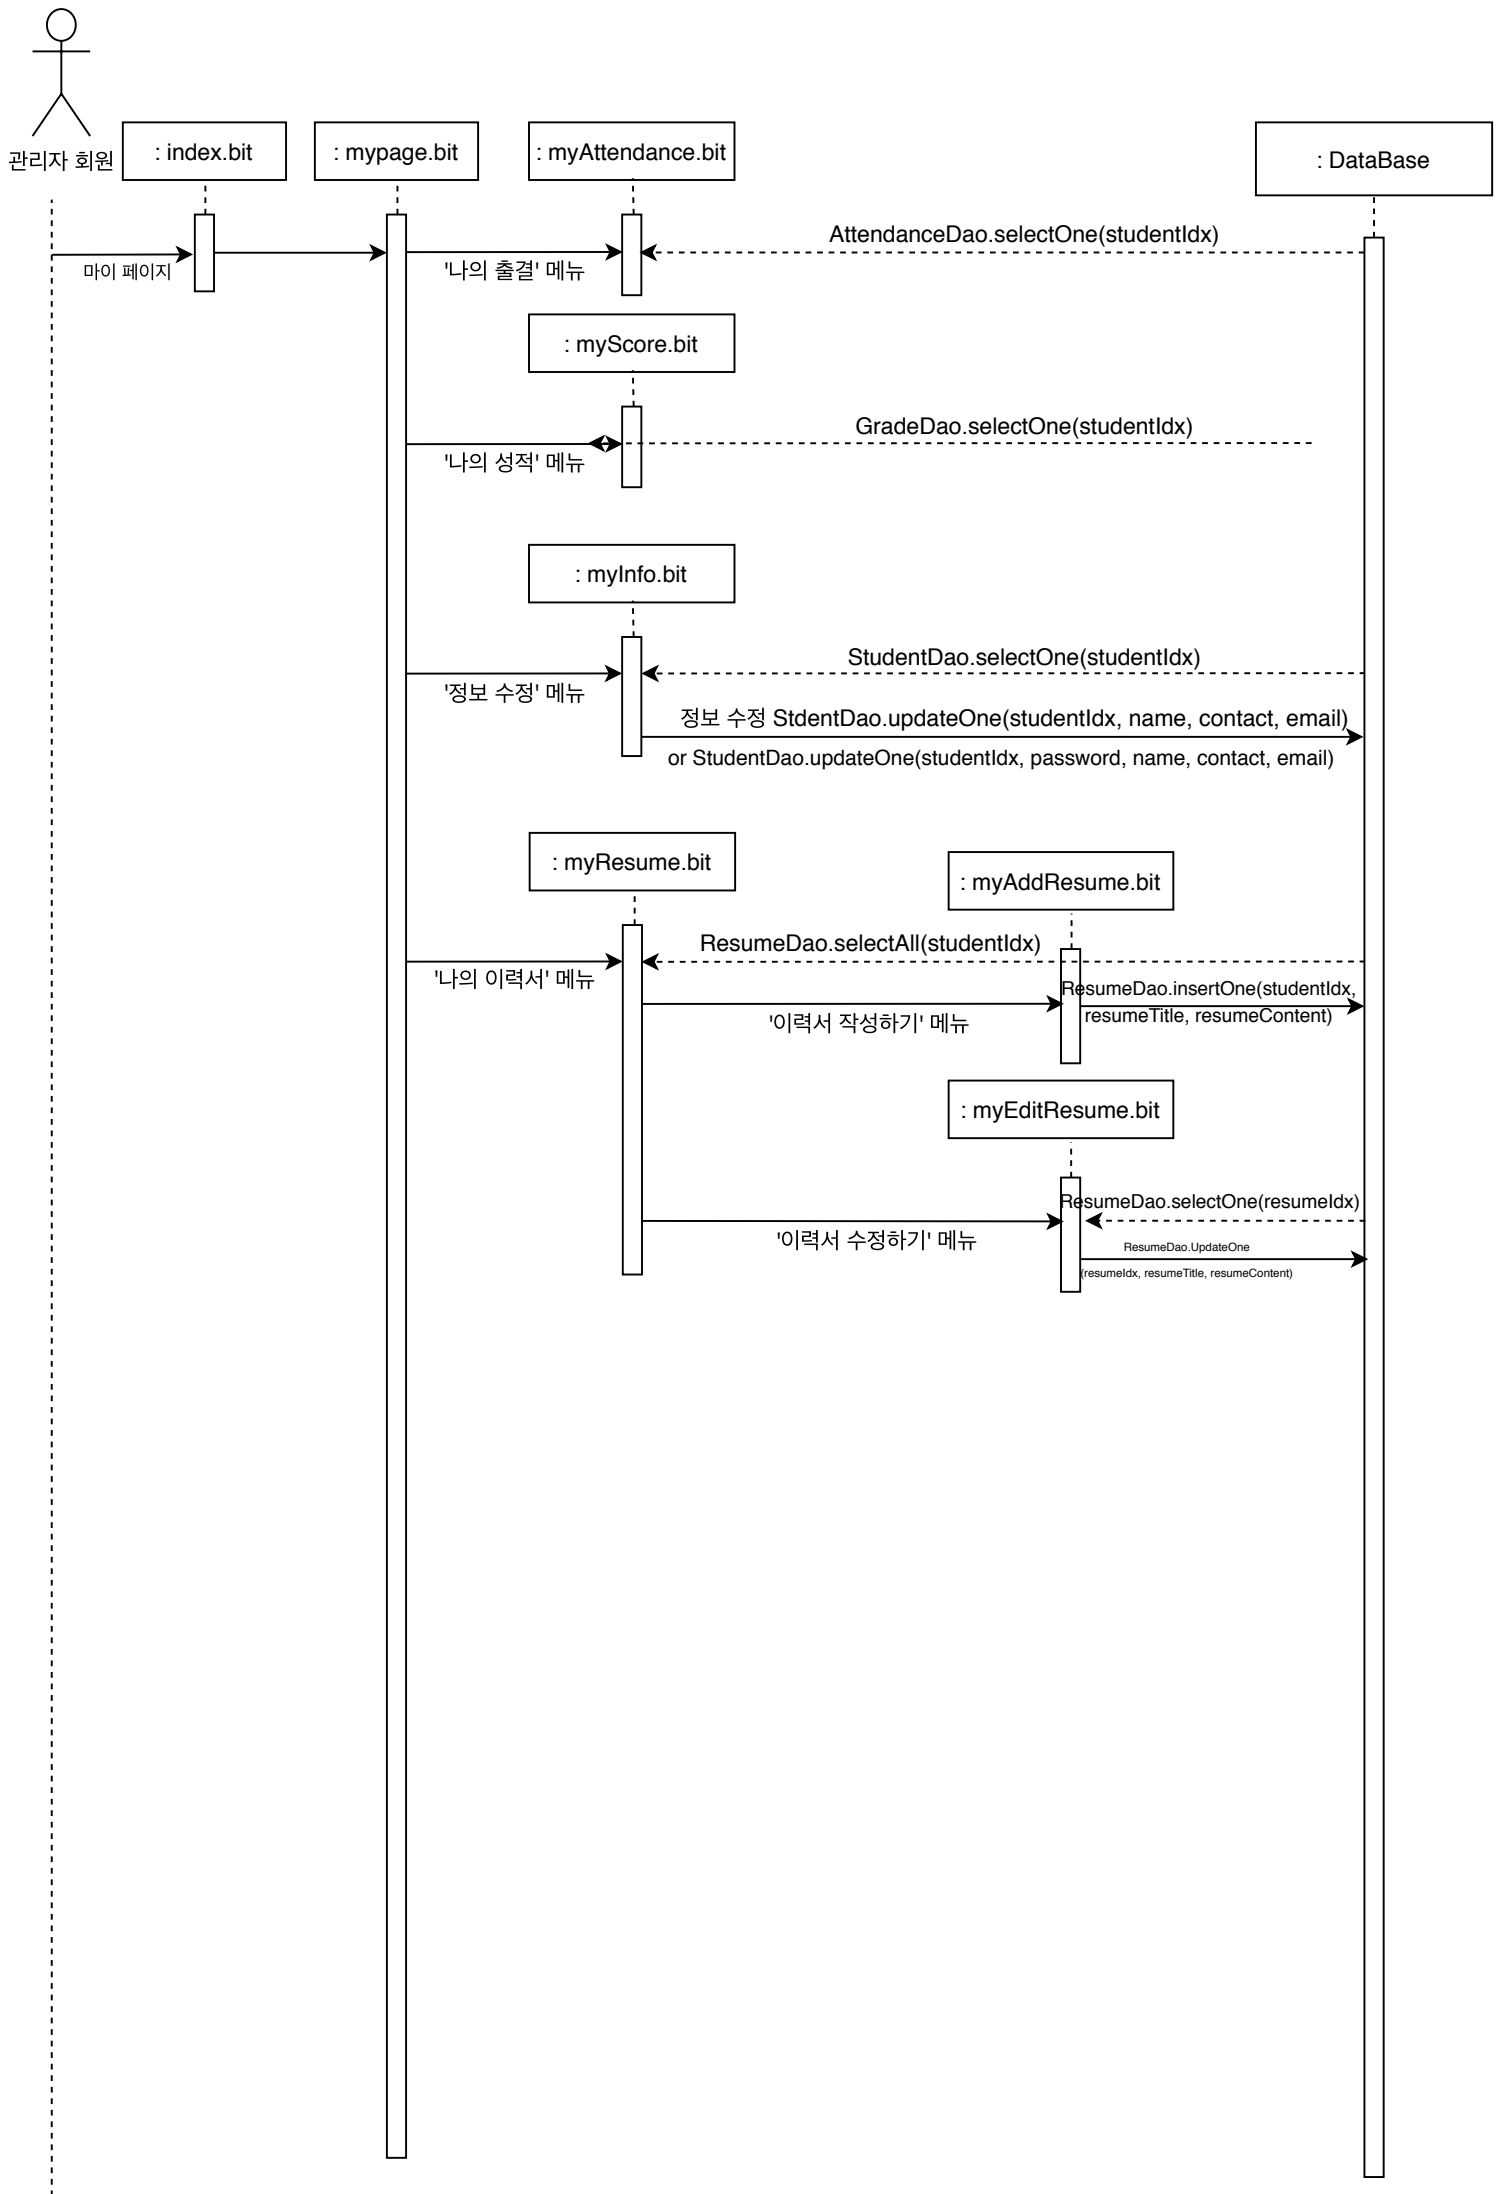 관리자 회원
: index.bit
: mypage.bit
: myAttendance.bit
: DataBase
마이 페이지
'나의 출결' 메뉴
AttendanceDao.selectOne(studentIdx)
: myScore.bit
'나의 성적' 메뉴
GradeDao.selectOne(studentIdx)
: myInfo.bit
'정보 수정' 메뉴
StudentDao.selectOne(studentIdx)
정보 수정 StdentDao.updateOne(studentIdx, name, contact, email)
or StudentDao.updateOne(studentIdx, password, name, contact, email)
: myResume.bit
: myAddResume.bit
'나의 이력서' 메뉴
ResumeDao.selectAll(studentIdx)
'이력서 작성하기' 메뉴
ResumeDao.insertOne(studentIdx,
resumeTitle, resumeContent)
: myEditResume.bit
'이력서 수정하기' 메뉴
ResumeDao.selectOne(resumeIdx)
ResumeDao.UpdateOne
(resumeIdx, resumeTitle, resumeContent)